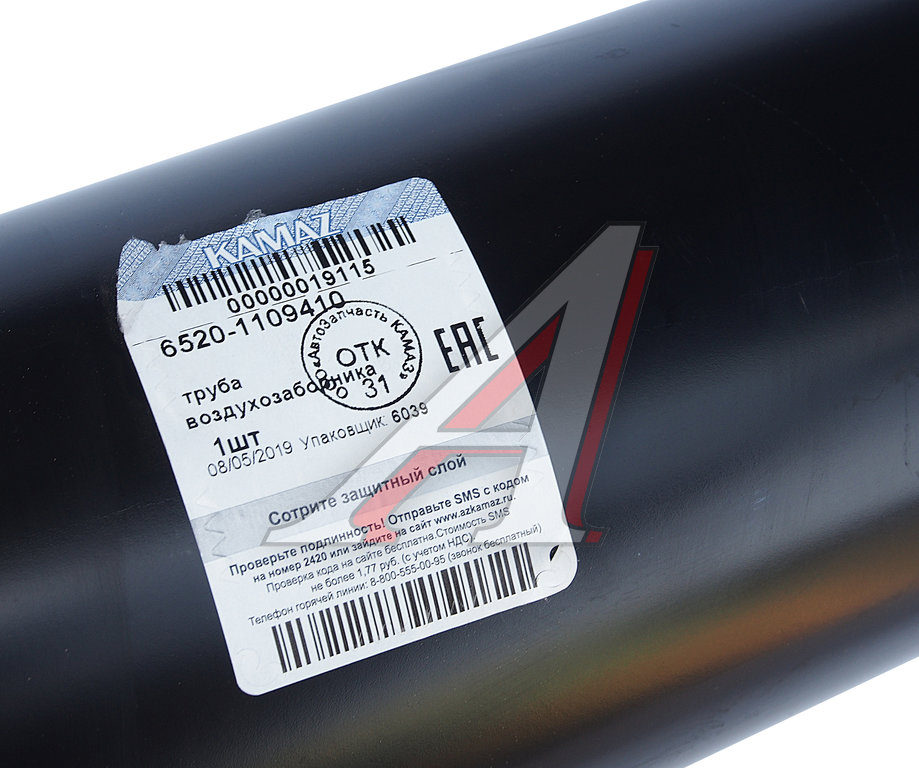 KAMAZ
00000019115
6520-1109410
ООО «АвтоЗапчасть КАМАЗ»
ОТК
31
ЕАС
труба
воздухозаборника
1шт
08/05/2019 Упаковщик: 6039
Сотрите защитный слой
Проверьте подлинность! Отправьте SMS с кодом
на номер 2420 или зайдите на сайт www.azkamaz.ru.
Проверка кода на сайте бесплатна.Стоимость SMS
не более 1,77 руб. (с учетом НДС)
Телефон горячей линии: 8-800-555-00-95 (звонок бесплатный)